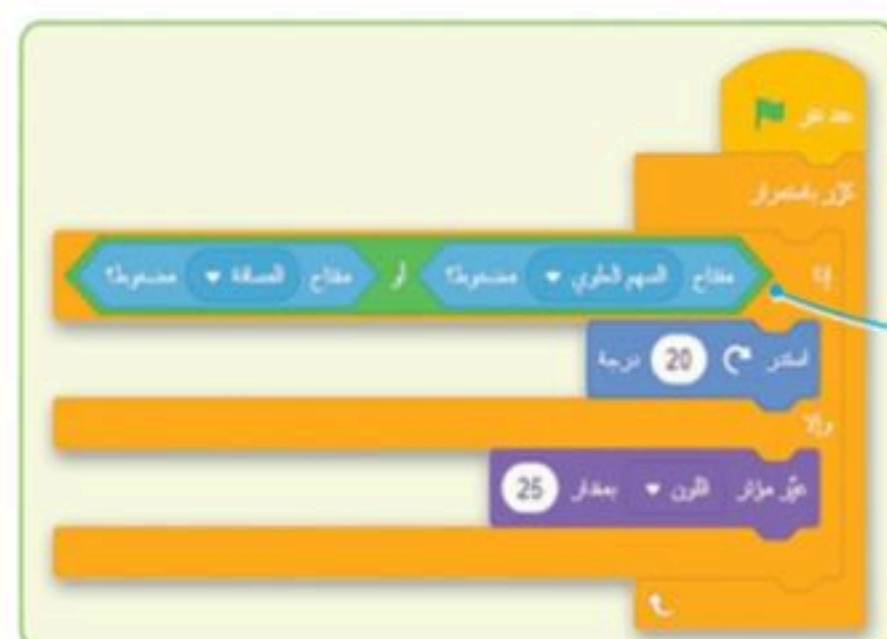 عند نقر
كرّر باستمرار
إذا مفتاح السهم العلوي مضغوط؟ أو مفتاح المسافة مضغوط؟
استدر 20 درجة
وإلا
غيّر مؤثر اللون بمقدار 25